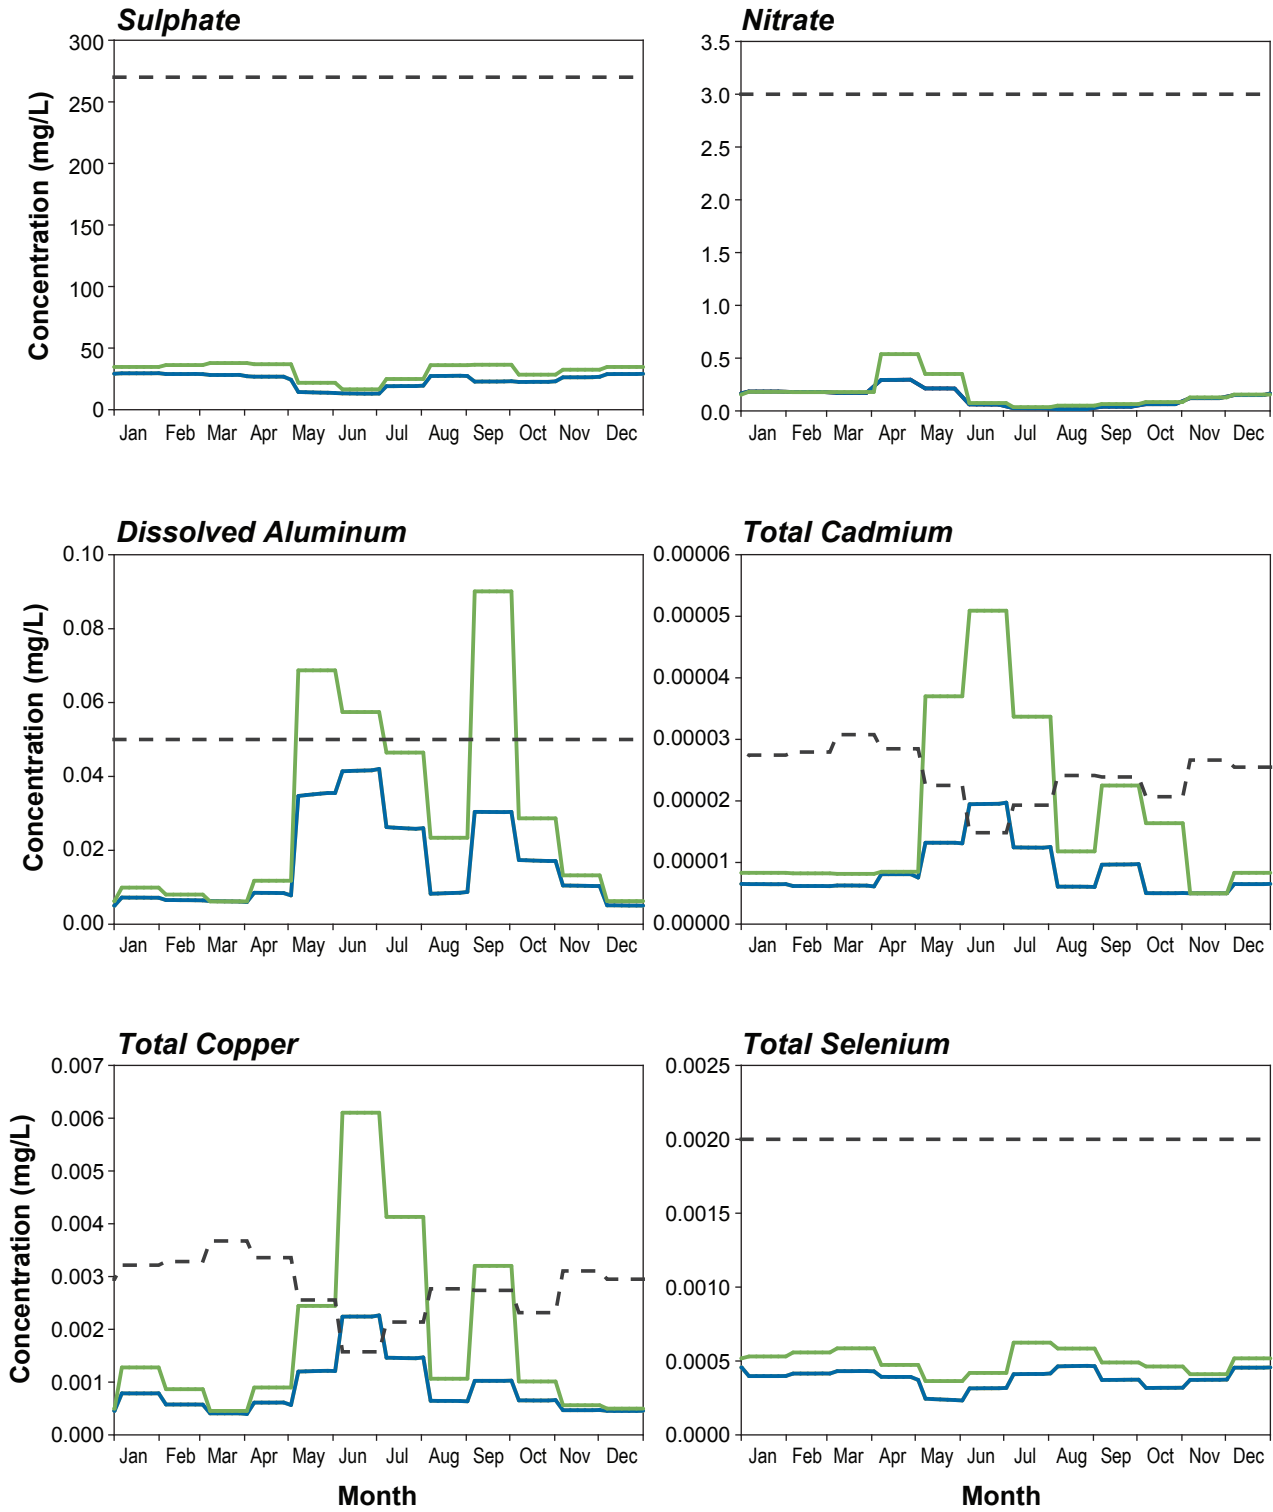 Sulphate
300
250
200
150
100
50
0
Concentration (mg/L)
Jan Feb Mar Apr May Jun Jul Aug Sep Oct Nov Dec
Nitrate
3.5
3.0
2.5
2.0
1.5
1.0
0.5
0.0
Jan Feb Mar Apr May Jun Jul Aug Sep Oct Nov Dec
Dissolved Aluminum
0.10
0.08
0.06
0.04
0.02
0.00
Concentration (mg/L)
Jan Feb Mar Apr May Jun Jul Aug Sep Oct Nov Dec
Total Cadmium
0.00006
0.00005
0.00004
0.00003
0.00002
0.00001
0.00000
Jan Feb Mar Apr May Jun Jul Aug Sep Oct Nov Dec
Total Copper
0.007
0.006
0.005
0.004
0.003
0.002
0.001
0.000
Concentration (mg/L)
Jan Feb Mar Apr May Jun Jul Aug Sep Oct Nov Dec
Month
Total Selenium
0.0025
0.0020
0.0015
0.0010
0.0005
0.0000
Jan Feb Mar Apr May Jun Jul Aug Sep Oct Nov Dec
Month